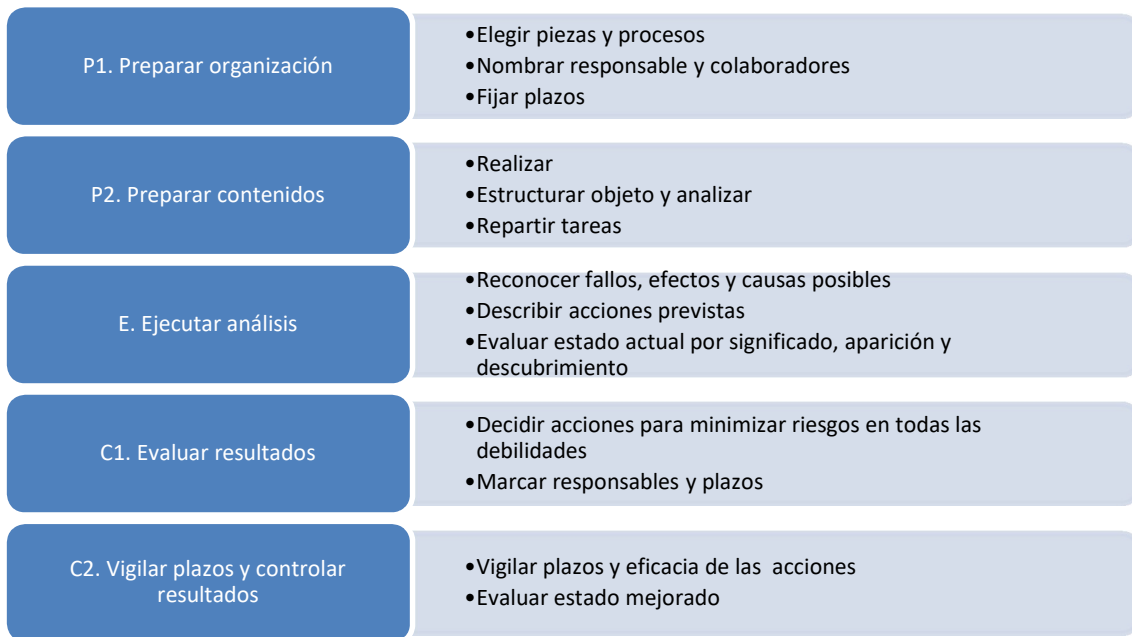 P1. Preparar organización
•Elegir piezas y procesos
•Nombrar responsable y colaboradores
•Fijar plazos
P2. Preparar contenidos
•Realizar
•Estructurar objeto y analizar
•Repartir tareas
E. Ejecutar análisis
•Reconocer fallos, efectos y causas posibles
•Describir acciones previstas
•Evaluar estado actual por significado, aparición y
descubrimiento
C1. Evaluar resultados
•Decidir acciones para minimizar riesgos en todas las
debilidades
•Marcar responsables y plazos
C2. Vigilar plazos y controlar
resultados
•Vigilar plazos y eficacia de las  acciones
•Evaluar estado mejorado